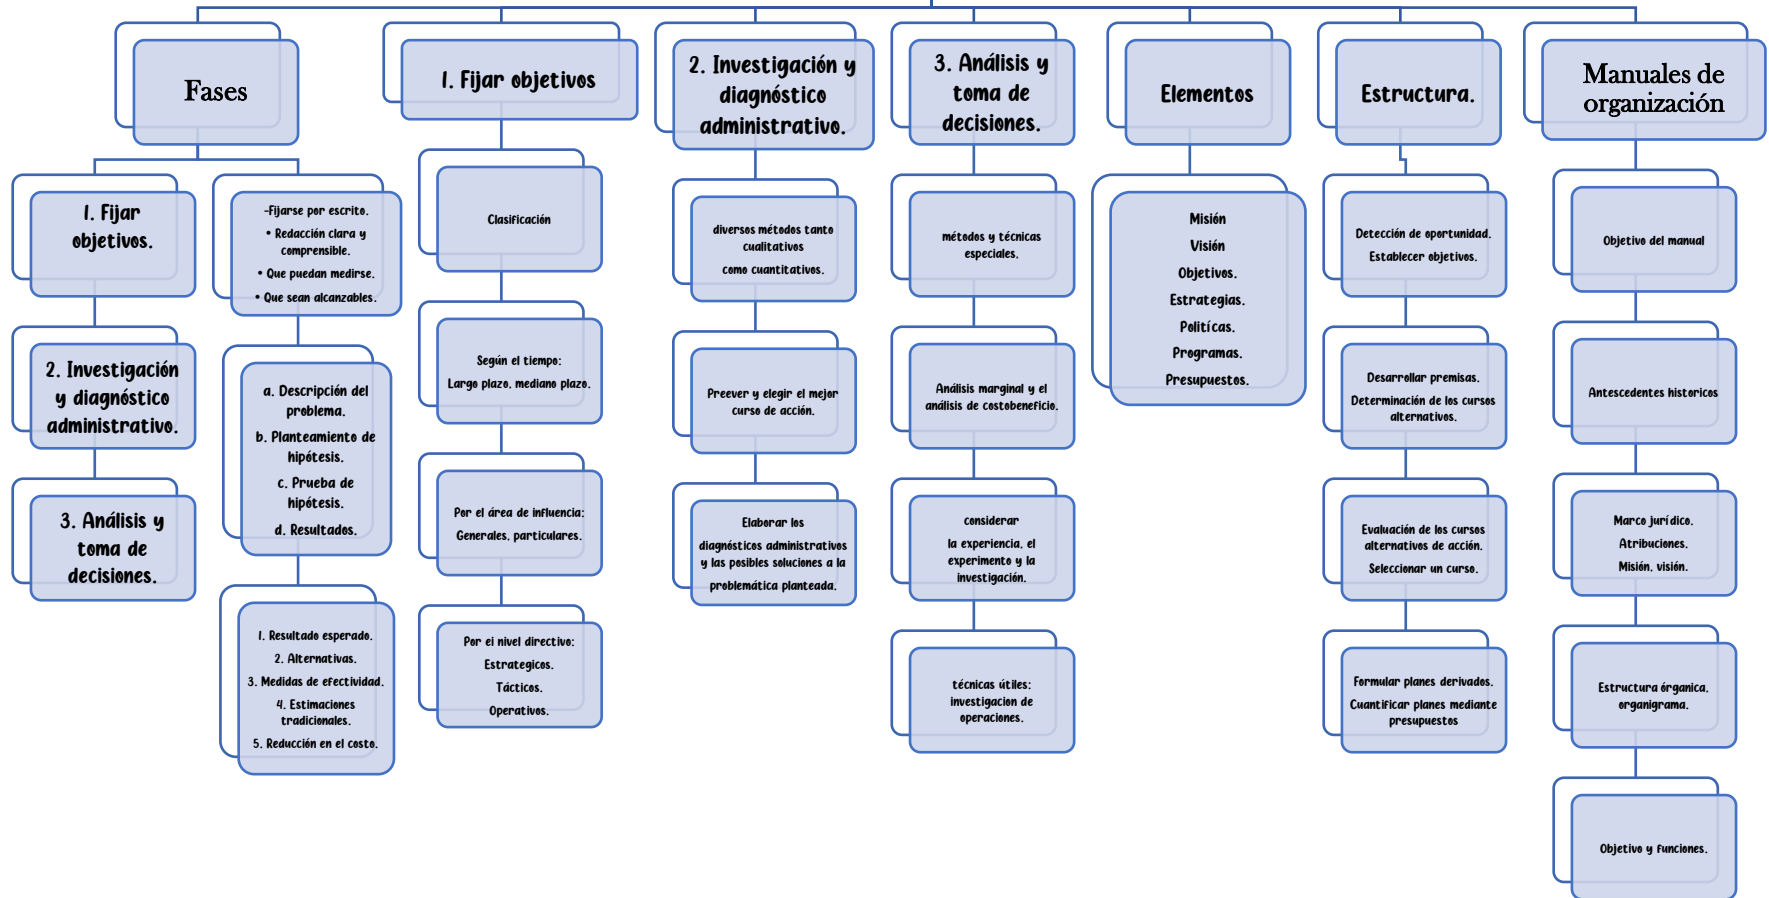 Fases
1. Fijar
objetivos.
2. Investigación
y diagnóstico
administrativo.
3. Análisis y
toma de
decisiones.
-Fijarse por escrito.
• Redacción clara y
comprensible.
• Que puedan medirse.
• Que sean alcanzables.
a. Descripción del
problema.
b. Planteamiento de
hipótesis.
c. Prueba de
hipótesis.
d. Resultados.
1. Resultado esperado.
2. Alternativas.
3. Medidas de efectividad.
4. Estimaciones
tradicionales.
5. Reducción en el costo.
1. Fijar objetivos
Clasificación
Según el tiempo:
Largo plazo, mediano plazo.
Por el área de influencia:
Generales, particulares.
Por el nivel directivo:
Estrategicos.
Tácticos.
Operativos.
2. Investigación y
diagnóstico
administrativo.
diversos métodos tanto
cualitativos
como cuantitativos.
Preever y elegir el mejor
curso de acción.
Elaborar los
diagnósticos administrativos
y las posibles soluciones a la
problemática planteada.
3. Análisis y
toma de
decisiones.
métodos y técnicas
especiales.
Análisis marginal y el
análisis de costobeneficio.
considerar
la experiencia, el
experimento y la
investigación.
técnicas útiles:
investigacion de
operaciones.
Elementos
Misión
Visión
Objetivos.
Estrategias.
Politícas.
Programas.
Presupuestos.
Estructura.
Detección de oportunidad.
Establecer objetivos.
Desarrollar premisas.
Determinación de los cursos
alternativos.
Evaluación de los cursos
alternativos de acción.
Seleccionar un curso.
Formular planes derivados.
Cuantificar planes mediante
presupuestos
Manuales de
organización
Objetivo del manual
Antecedentes historicos
Marco jurídico.
Atribuciones.
Misión, visión.
Estructura órganica,
organigrama.
Objetivo y funciones.